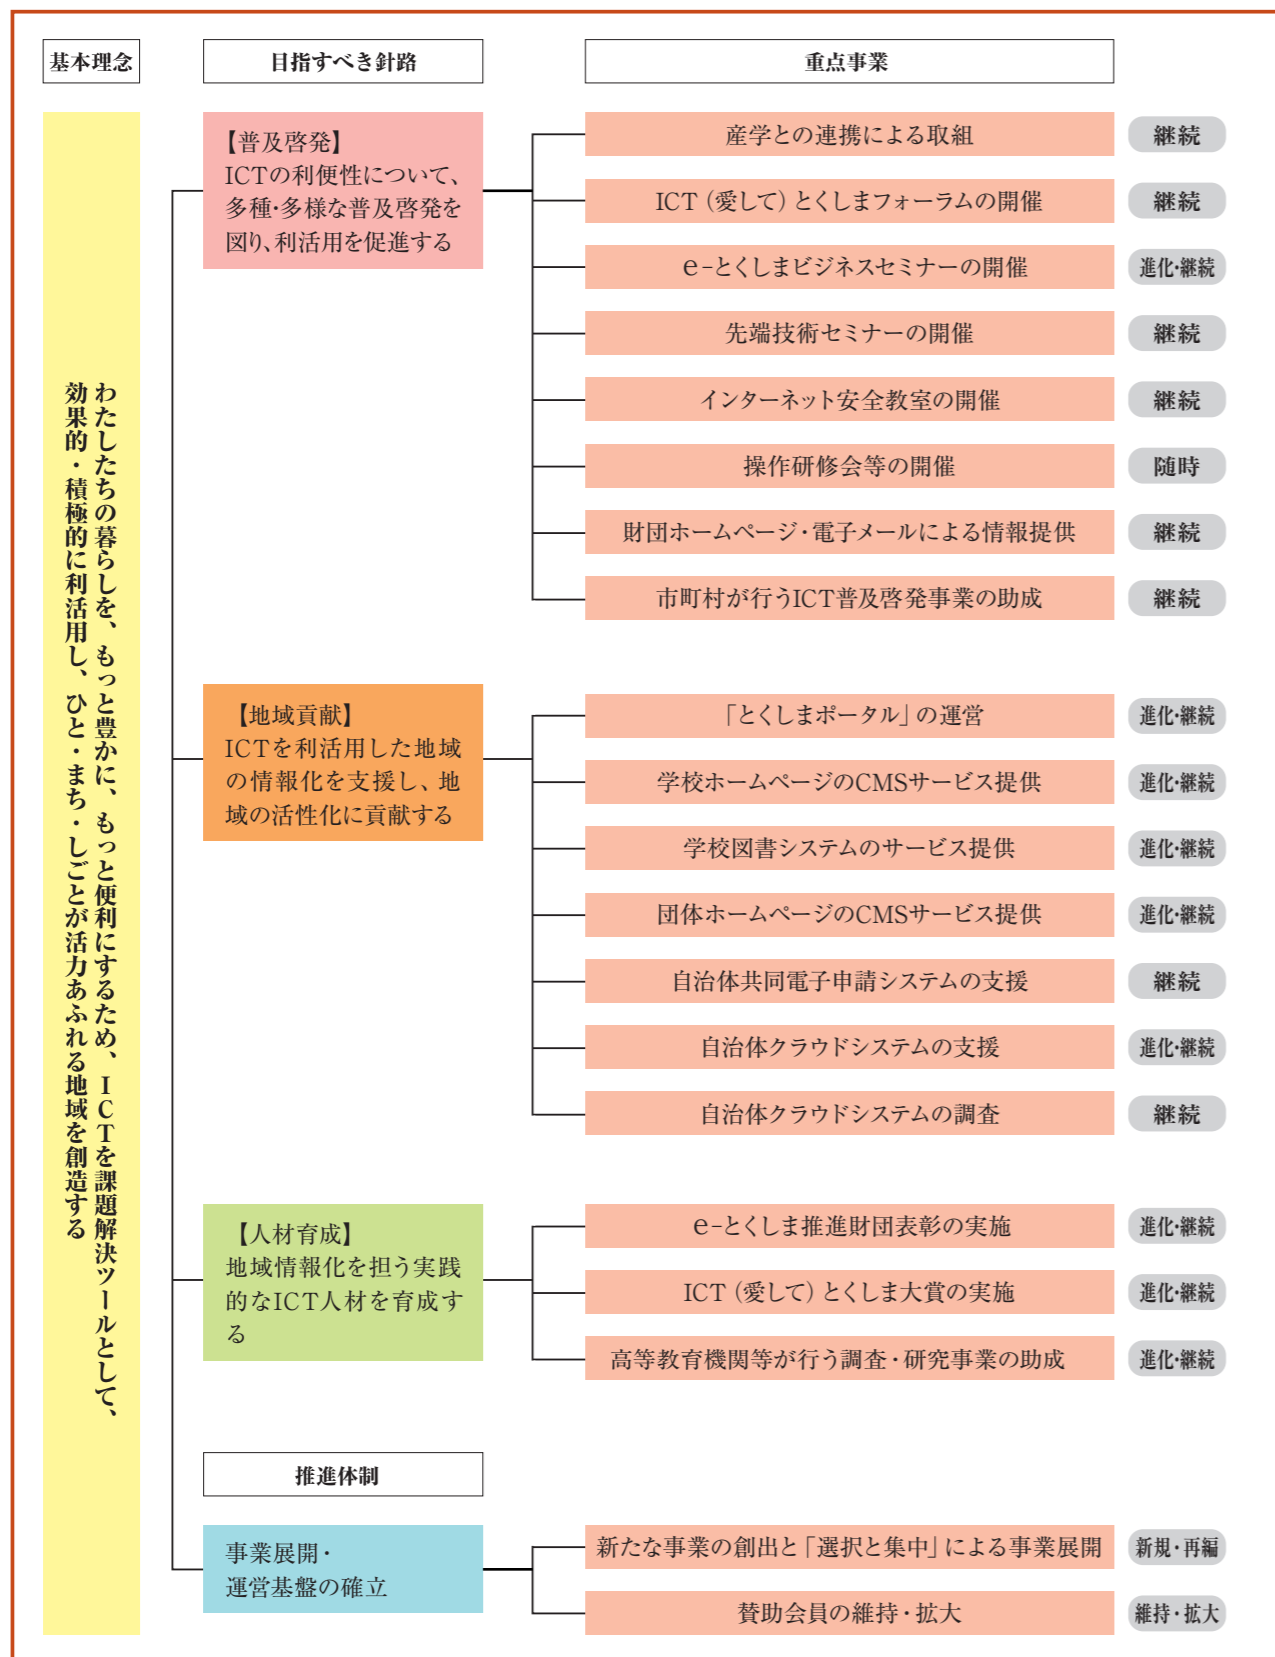 基本理念
目指すべき針路
重点事業
わたしたちの暮らしを、もっと豊かに、もっと便利にするため、ICTを課題解決ツールとして、
効果的・積極的に利活用し、ひと・まち・しごとが活力あふれる地域を創造する
【普及啓発】
ICTの利便性について、
多種・多様な普及啓発を
図り、利活用を促進する
産学との連携による取組
継続
ICT（愛して）とくしまフォーラムの開催
継続
e-とくしまビジネスセミナーの開催
進化・継続
先端技術セミナーの開催
継続
インターネット安全教室の開催
継続
操作研修会等の開催
随時
財団ホームページ・電子メールによる情報提供
継続
市町村が行うICT普及啓発事業の助成
継続
【地域貢献】
ICTを利活用した地域
の情報化を支援し、地
域の活性化に貢献する
「とくしまポータル」の運営
進化・継続
学校ホームページのCMSサービス提供
進化・継続
学校図書システムのサービス提供
進化・継続
団体ホームページのCMSサービス提供
進化・継続
自治体共同電子申請システムの支援
継続
自治体クラウドシステムの支援
進化・継続
自治体クラウドシステムの調査
継続
【人材育成】
地域情報化を担う実践
的なICT人材を育成す
る
e-とくしま推進財団表彰の実施
進化・継続
ICT（愛して）とくしま大賞の実施
進化・継続
高等教育機関等が行う調査・研究事業の助成
進化・継続
推進体制
事業展開・
運営基盤の確立
新たな事業の創出と「選択と集中」による事業展開
新規・再編
賛助会員の維持・拡大
維持・拡大